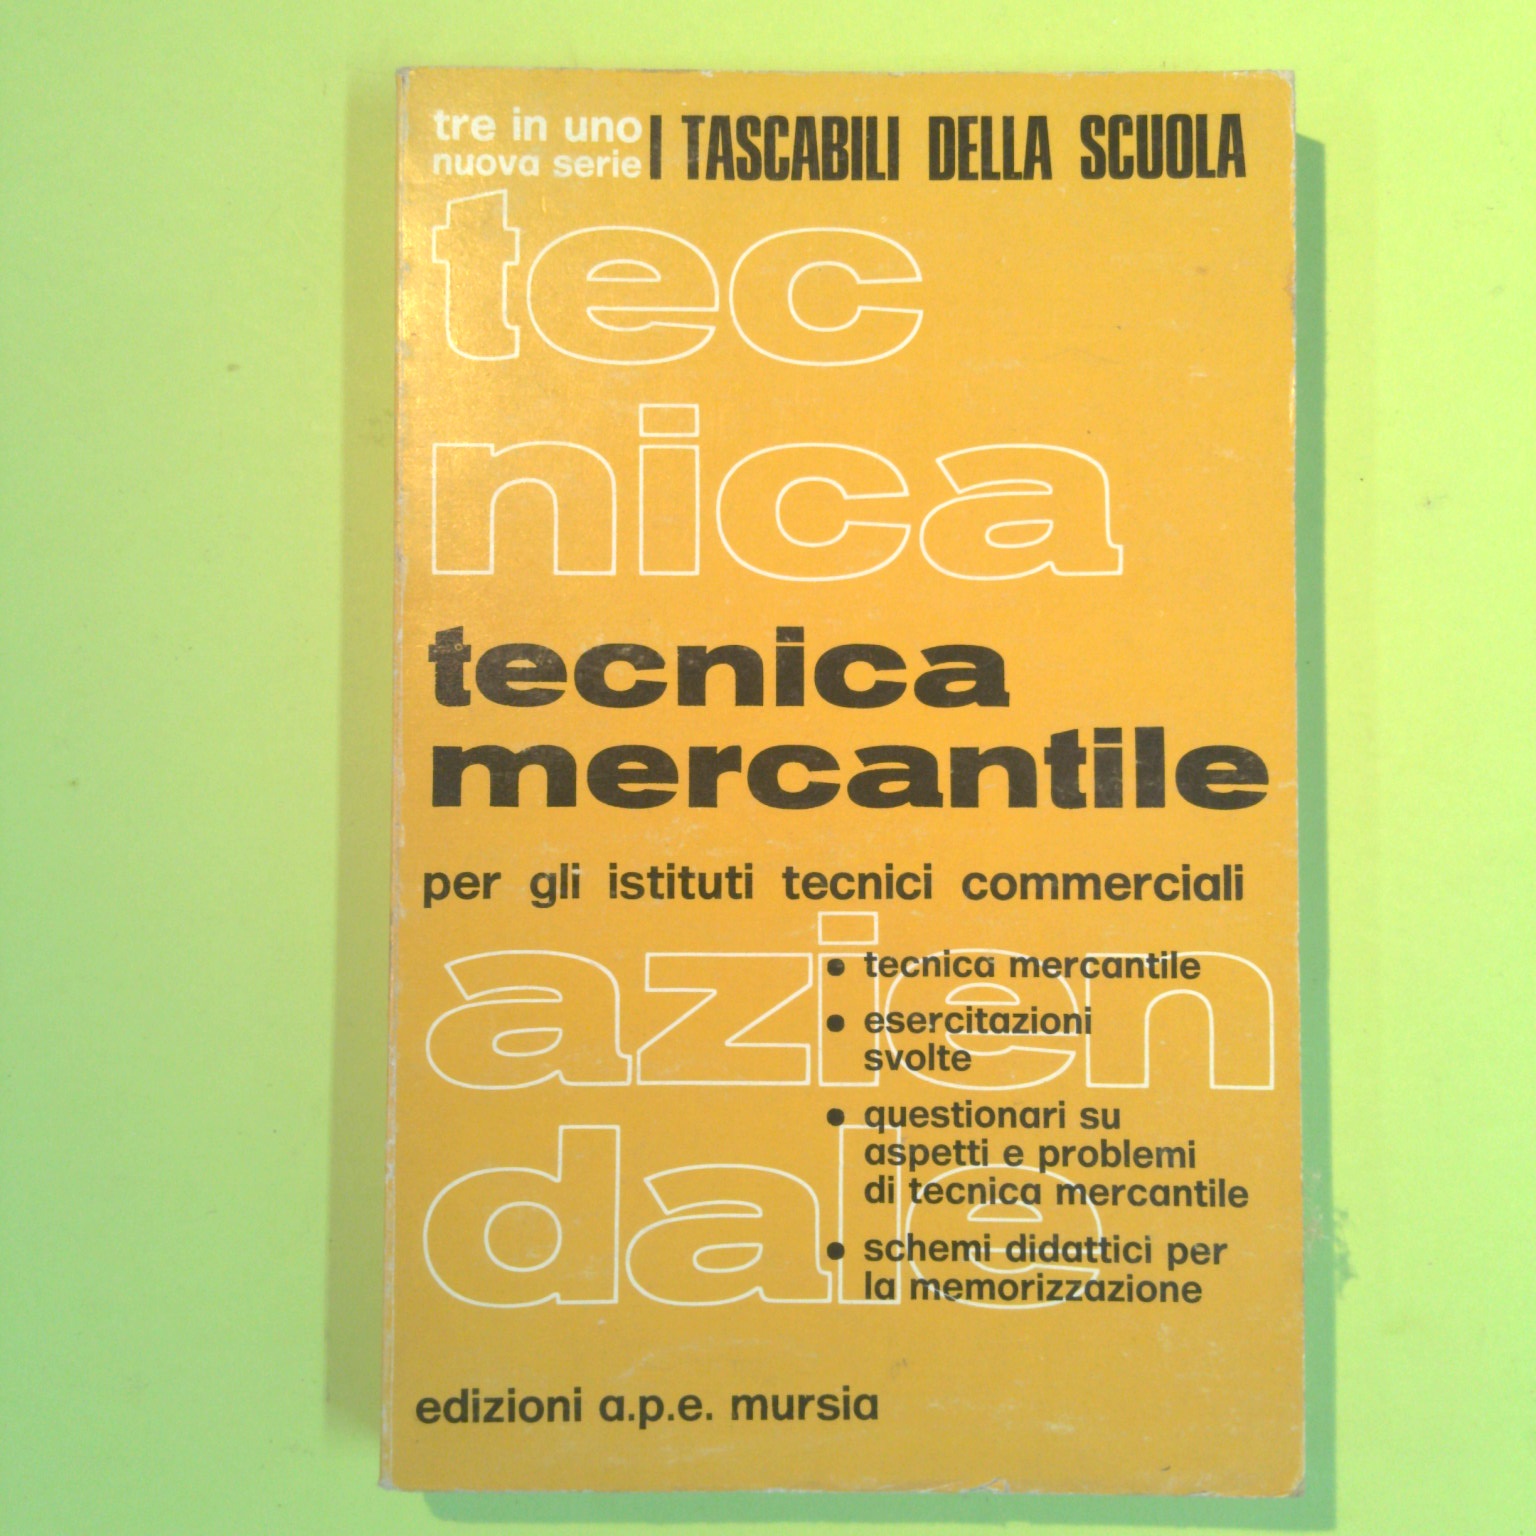 tre in uno
nuova serie
I TASCABILI DELLA SCUOLA
tec
nica
tecnica
mercantile
per gli istituti tecnici commerciali
azien
dale
• tecnica mercantile
• esercitazioni
svolte
• questionari su
aspetti e problemi
di tecnica mercantile
• schemi didattici per
la memorizzazione
edizioni a.p.e. mursia